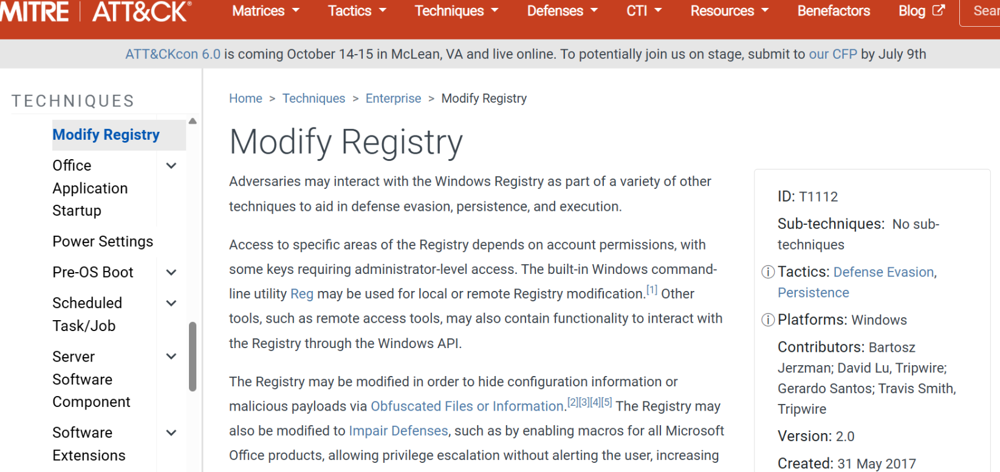 MITRE | ATT&CK®
Matrices Tactics Techniques Defenses CTI Resources Benefactors Blog
ATT&CKcon 6.0 is coming October 14-15 in McLean, VA and live online. To potentially join us on stage, submit to our CFP by July 9th
TECHNIQUES
Modify Registry
Office
Application
Startup
Power Settings
Pre-OS Boot
Scheduled
Task/Job
Server
Software
Component
Software
Extensions
Home > Techniques > Enterprise > Modify Registry
Modify Registry
Adversaries may interact with the Windows Registry as part of a variety of other
techniques to aid in defense evasion, persistence, and execution.
Access to specific areas of the Registry depends on account permissions, with
some keys requiring administrator-level access. The built-in Windows command-
line utility Reg may be used for local or remote Registry modification.[1] Other
tools, such as remote access tools, may also contain functionality to interact with
the Registry through the Windows API.
The Registry may be modified in order to hide configuration information or
malicious payloads via Obfuscated Files or Information.[2][3][4][5] The Registry may
also be modified to Impair Defenses, such as by enabling macros for all Microsoft
Office products, allowing privilege escalation without alerting the user, increasing
ID: T1112
Sub-techniques: No sub-
techniques
Tactics: Defense Evasion,
Persistence
Platforms: Windows
Contributors: Bartosz
Jerzman; David Lu, Tripwire;
Gerardo Santos; Travis Smith,
Tripwire
Version: 2.0
Created: 31 May 2017